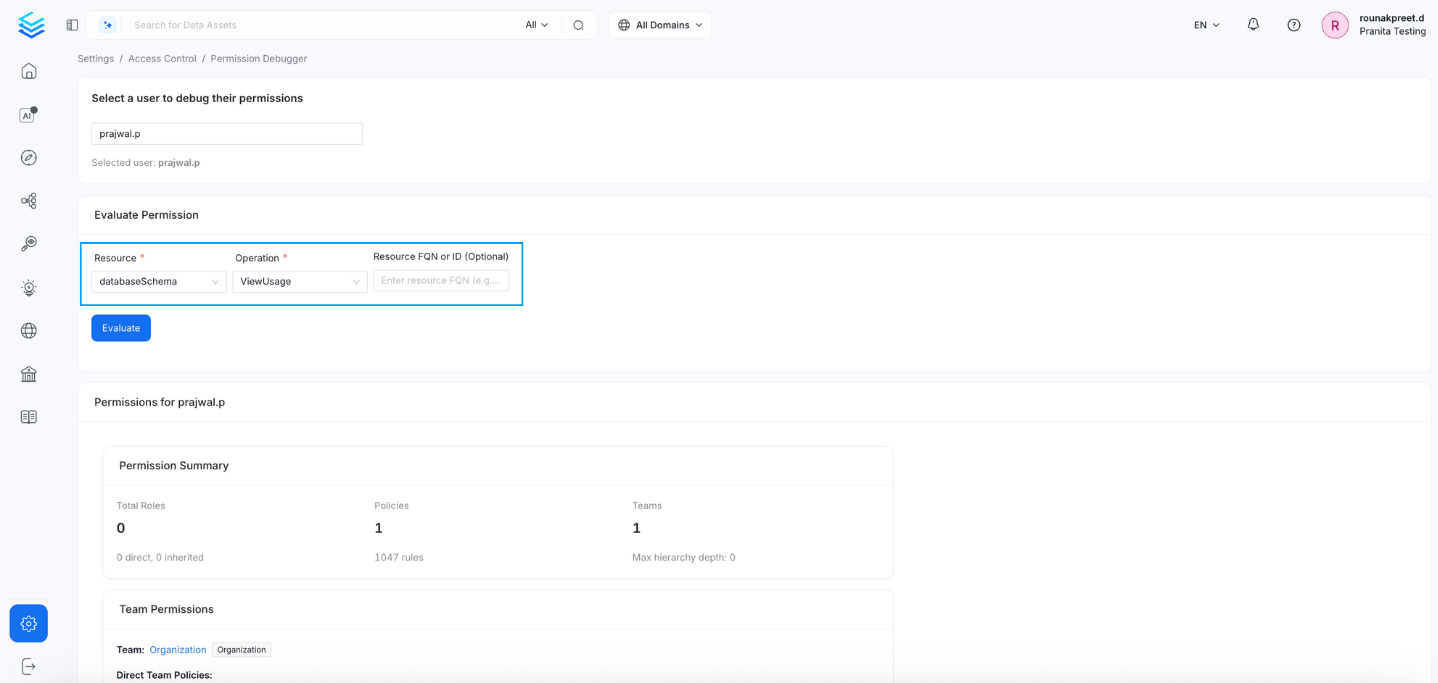 Search for Data Assets
All
All Domains
EN
R
rounakpreet.d
Pranita Testing
Settings / Access Control / Permission Debugger
AI
Select a user to debug their permissions
prajwal.p
Selected user: prajwal.p
Evaluate Permission
Resource *
Operation *
Resource FQN or ID (Optional)
databaseSchema
ViewUsage
Enter resource FQN (e.g....
Evaluate
Permissions for prajwal.p
Permission Summary
Total Roles
Policies
Teams
0
1
1
0 direct, 0 inherited
1047 rules
Max hierarchy depth: 0
Team Permissions
Team: Organization Organization
Direct Team Policies: